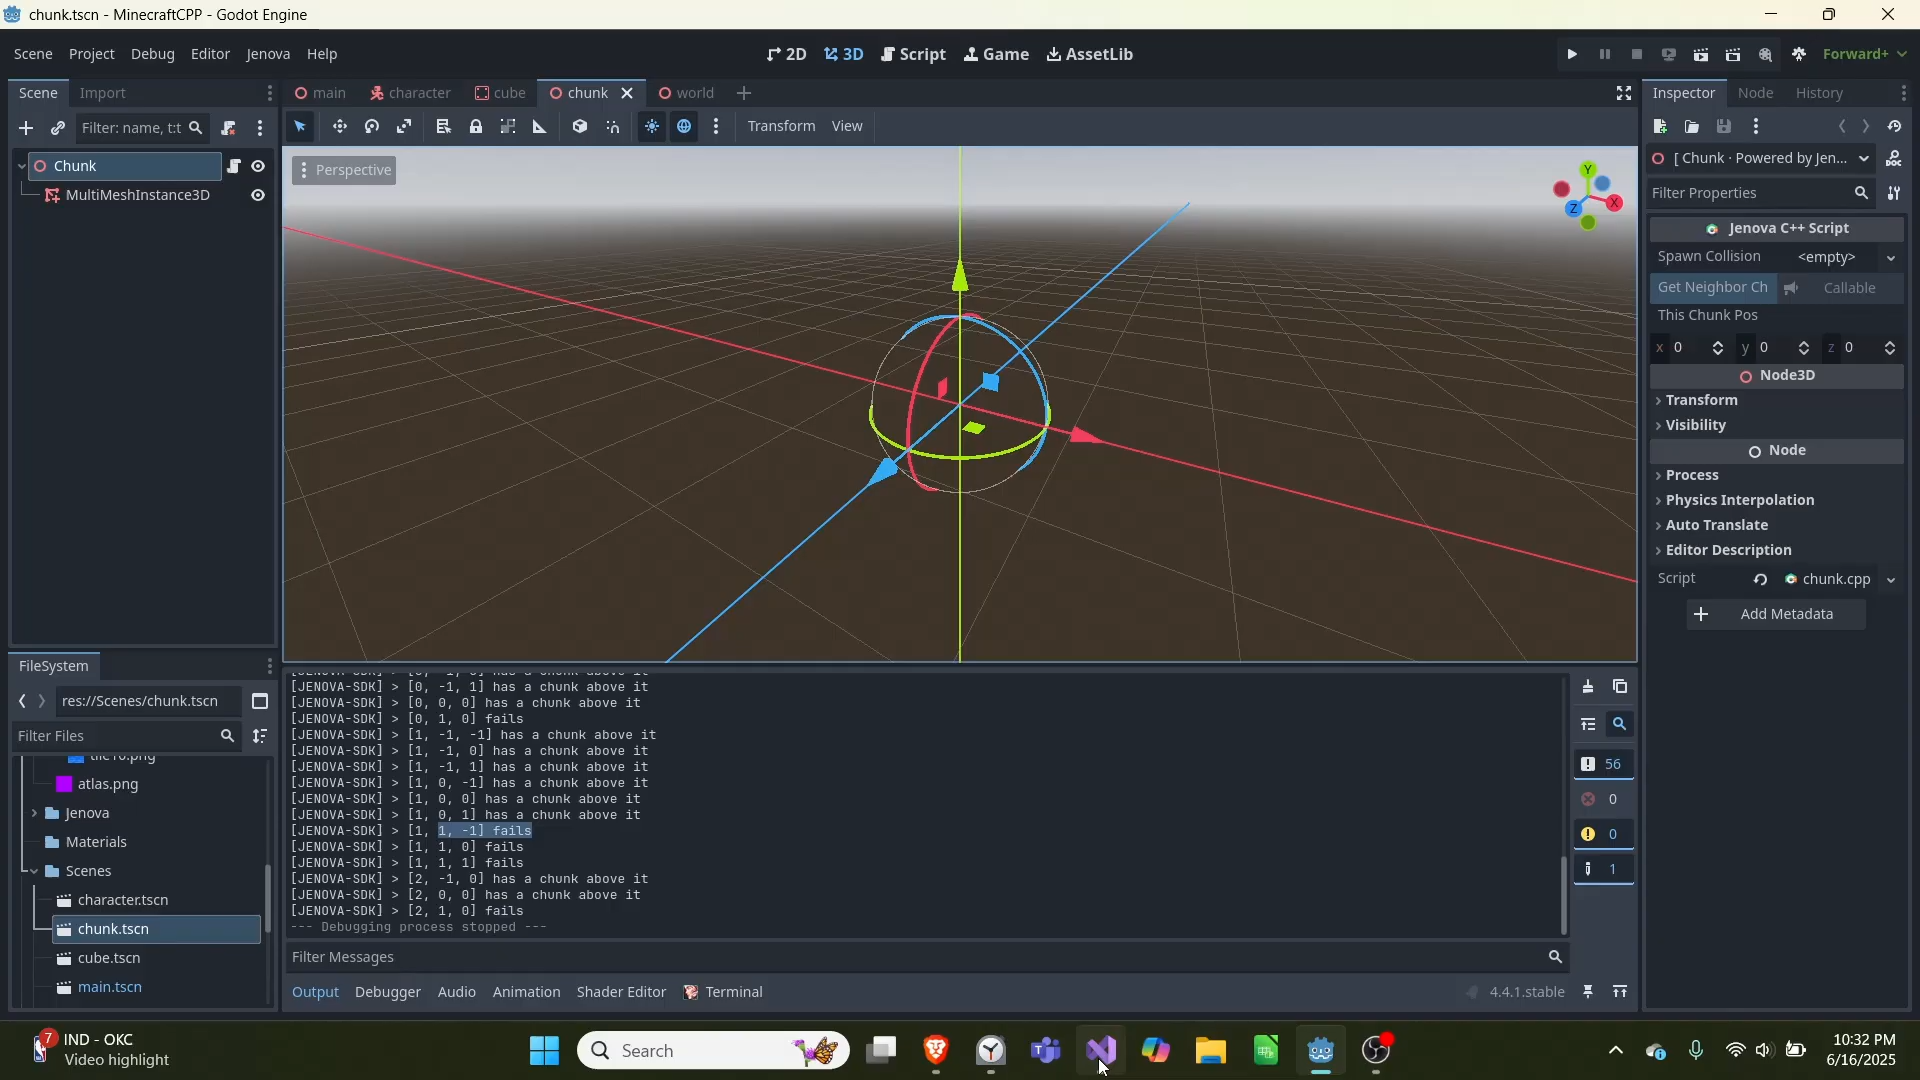 chunk.tscn - MinecraftCPP - Godot Engine
Scene Project Debug Editor Jenova Help
2D 3D Script Game AssetLib
Forward+
Scene Import
main character cube chunk world
Inspector Node History
Filter: name, t:t
Transform View
Chunk
MultiMeshInstance3D
Perspective
Y
X
Z
[ Chunk · Powered by Jen...
Filter Properties
Jenova C++ Script
Spawn Collision <empty>
Get Neighbor Ch Callable
This Chunk Pos
x 0 y 0 z 0
Node3D
Transform
Visibility
Node
Process
Physics Interpolation
Auto Translate
Editor Description
Script chunk.cpp
Add Metadata
FileSystem
res://Scenes/chunk.tscn
Filter Files
atlas.png
Jenova
Materials
Scenes
character.tscn
chunk.tscn
cube.tscn
main.tscn
[JENOVA-SDK] > [0, -1, 1] has a chunk above it
[JENOVA-SDK] > [0, 0, 0] has a chunk above it
[JENOVA-SDK] > [0, 1, 0] fails
[JENOVA-SDK] > [1, -1, -1] has a chunk above it
[JENOVA-SDK] > [1, -1, 0] has a chunk above it
[JENOVA-SDK] > [1, -1, 1] has a chunk above it
[JENOVA-SDK] > [1, 0, -1] has a chunk above it
[JENOVA-SDK] > [1, 0, 0] has a chunk above it
[JENOVA-SDK] > [1, 0, 1] has a chunk above it
[JENOVA-SDK] > [1, 1, -1] fails
[JENOVA-SDK] > [1, 1, 0] fails
[JENOVA-SDK] > [1, 1, 1] fails
[JENOVA-SDK] > [2, -1, 0] has a chunk above it
[JENOVA-SDK] > [2, 0, 0] has a chunk above it
[JENOVA-SDK] > [2, 1, 0] fails
--- Debugging process stopped ---
56
0
0
1
Filter Messages
Output Debugger Audio Animation Shader Editor Terminal
4.4.1.stable
7
IND - OKC
Video highlight
Search
10:32 PM
6/16/2025